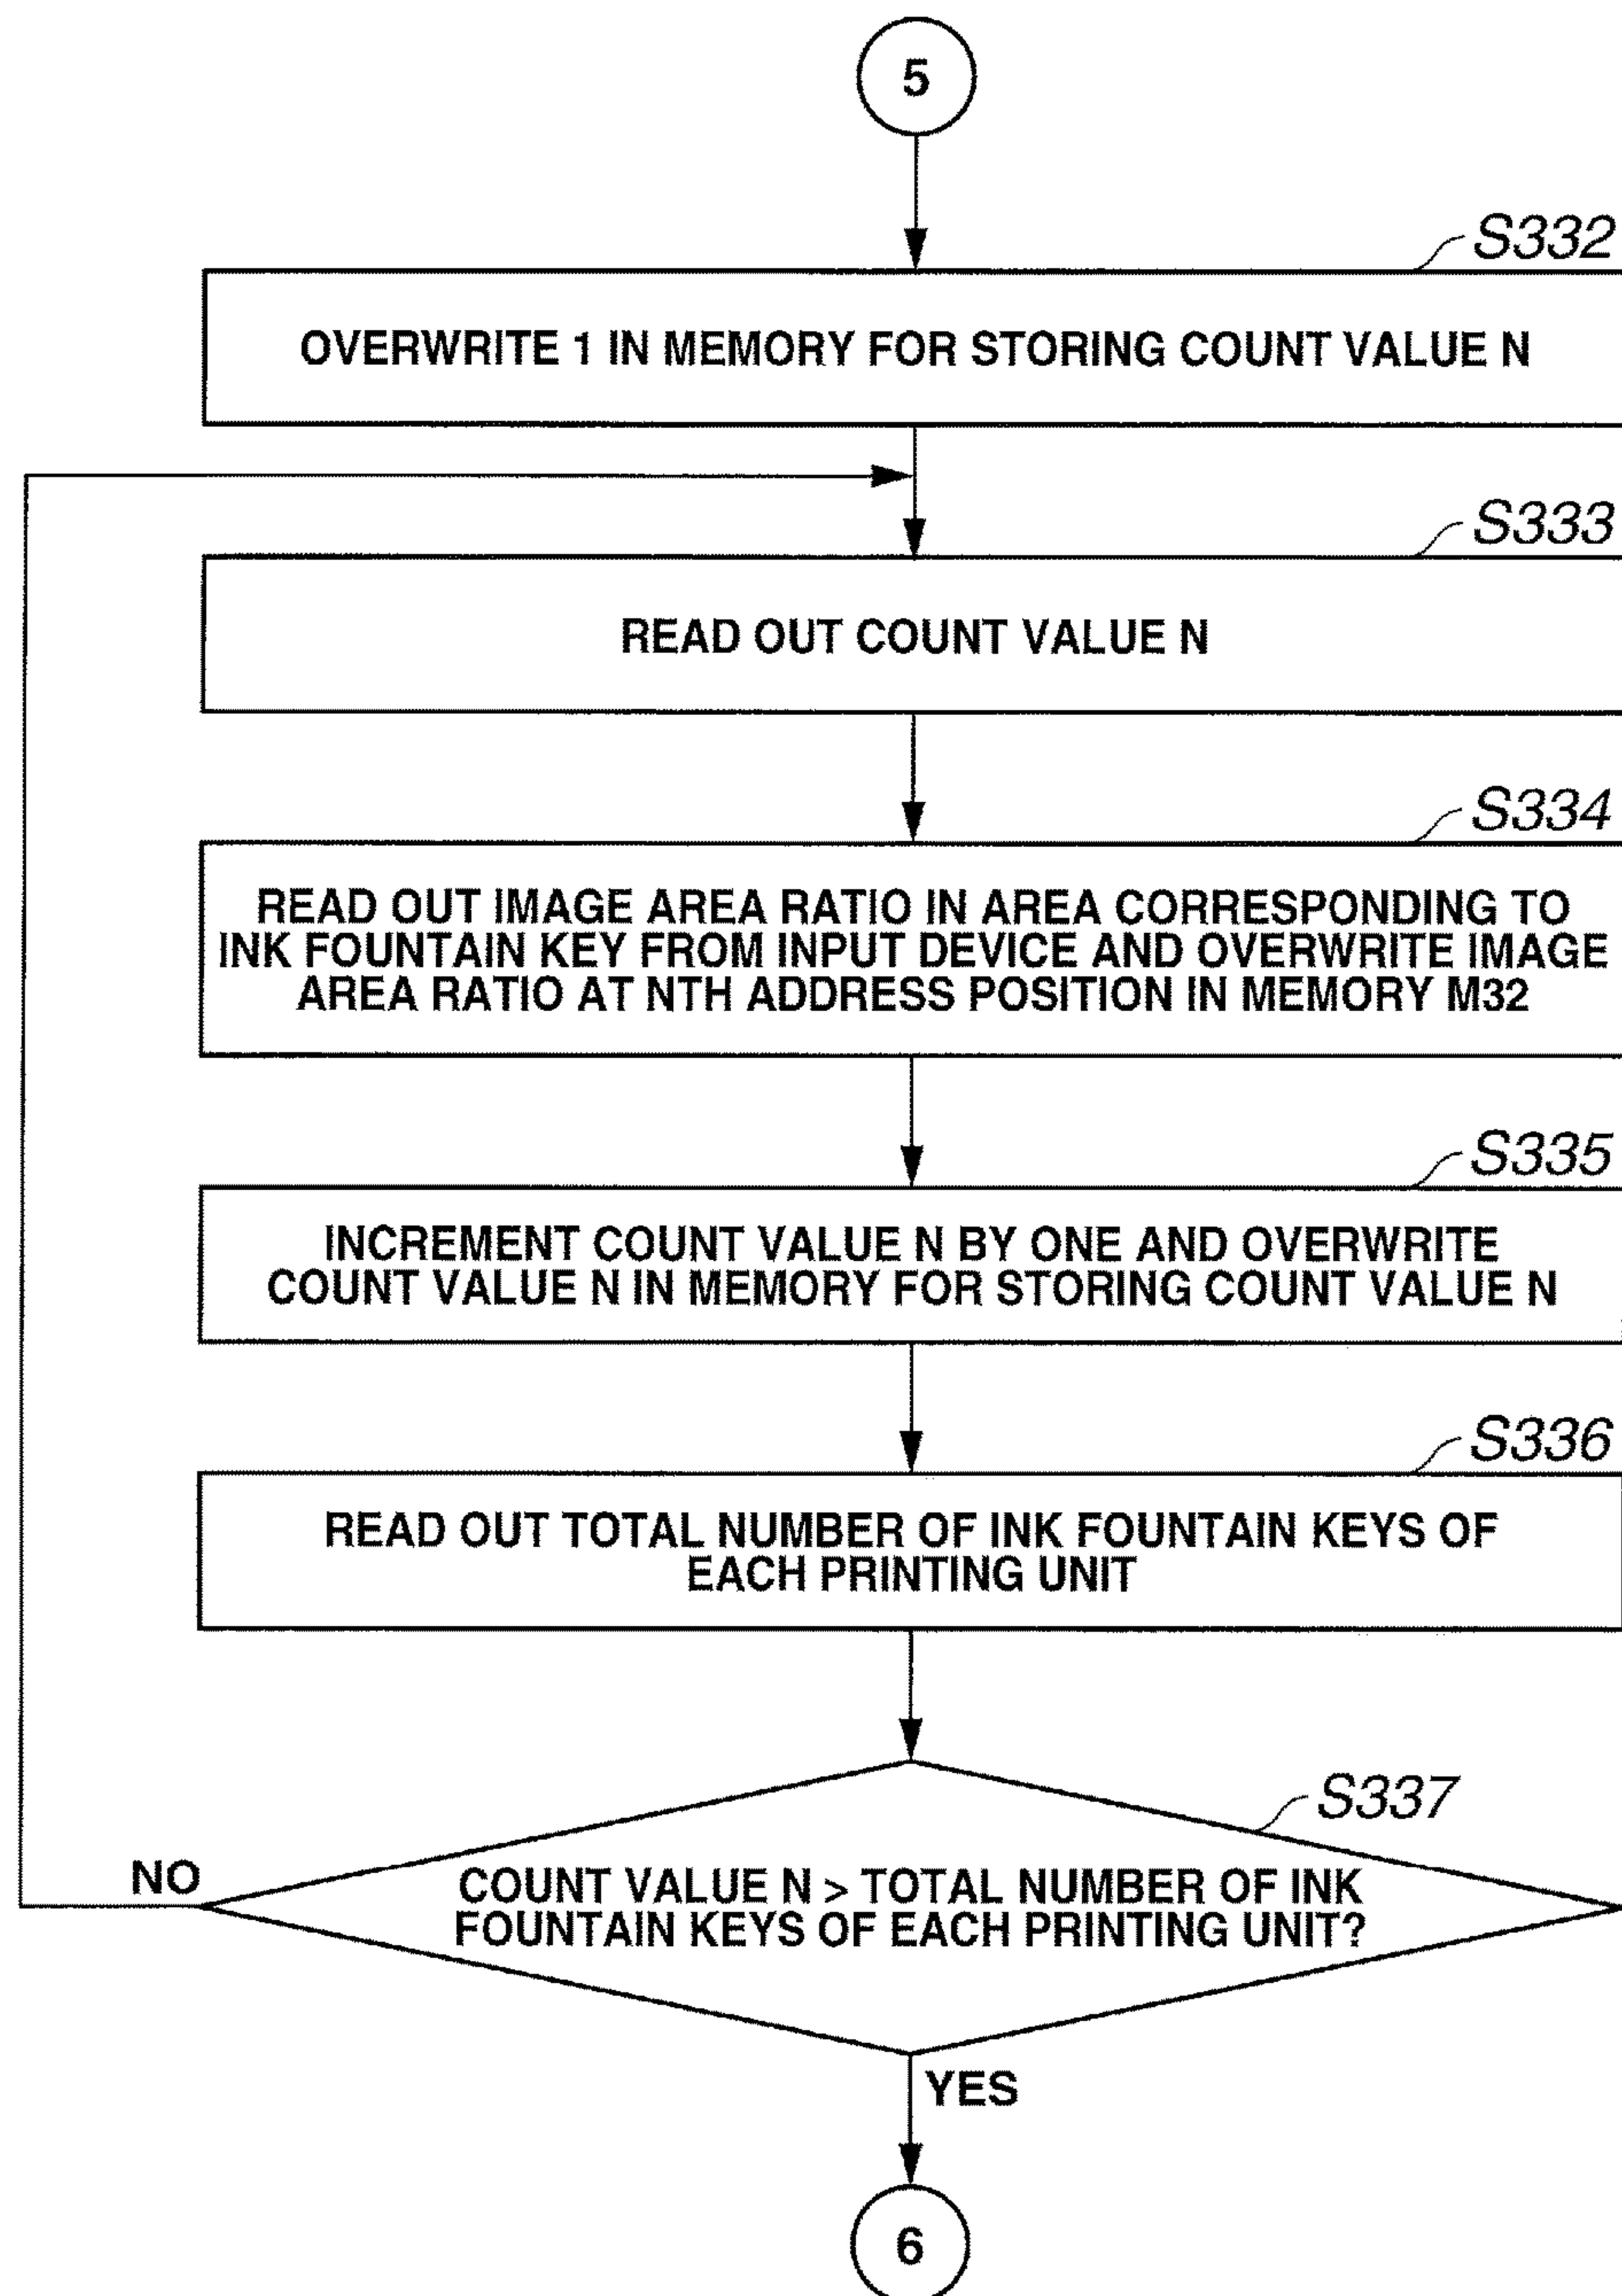 5
S332
OVERWRITE 1 IN MEMORY FOR STORING COUNT VALUE N
S333
READ OUT COUNT VALUE N
S334
READ OUT IMAGE AREA RATIO IN AREA CORRESPONDING TO
INK FOUNTAIN KEY FROM INPUT DEVICE AND OVERWRITE IMAGE
AREA RATIO AT NTH ADDRESS POSITION IN MEMORY M32
S335
INCREMENT COUNT VALUE N BY ONE AND OVERWRITE
COUNT VALUE N IN MEMORY FOR STORING COUNT VALUE N
S336
READ OUT TOTAL NUMBER OF INK FOUNTAIN KEYS OF
EACH PRINTING UNIT
S337
NO
COUNT VALUE N > TOTAL NUMBER OF INK
FOUNTAIN KEYS OF EACH PRINTING UNIT?
YES
6